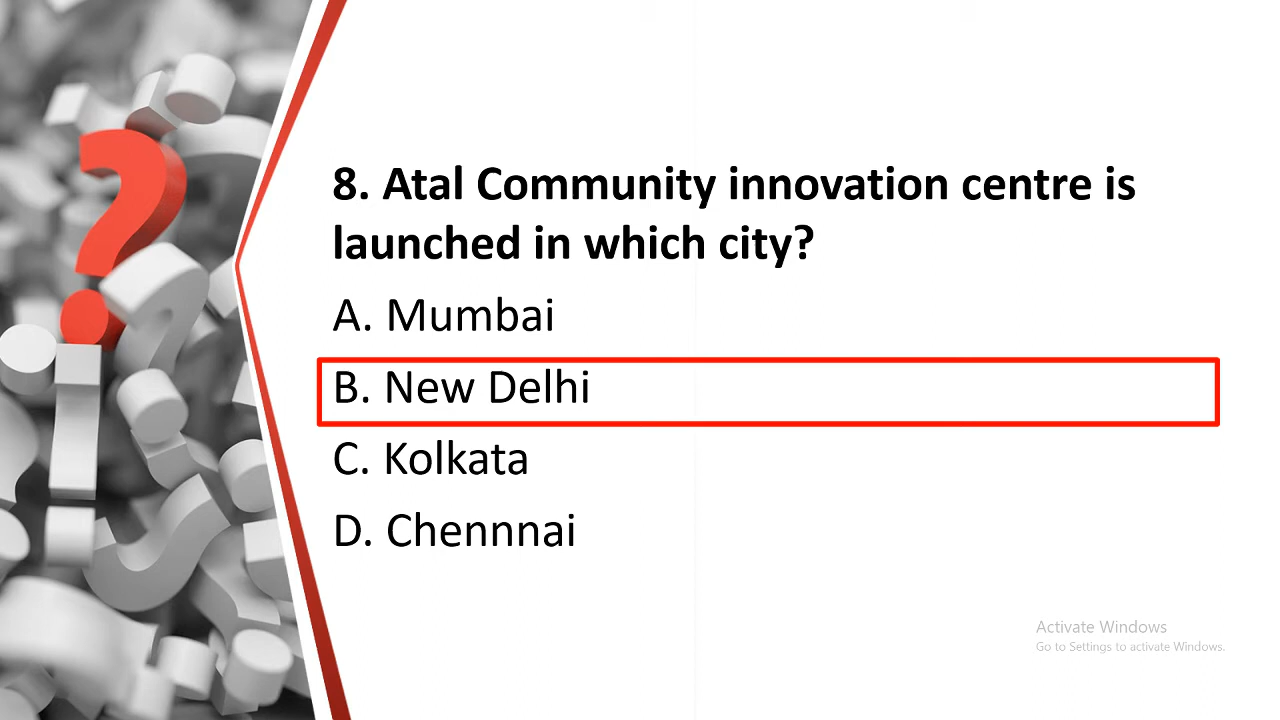 8. Atal Community innovation centre is
launched in which city?
A. Mumbai
B. New Delhi
C. Kolkata
D. Chennnai
Activate Windows
Go to Settings to activate Windows.